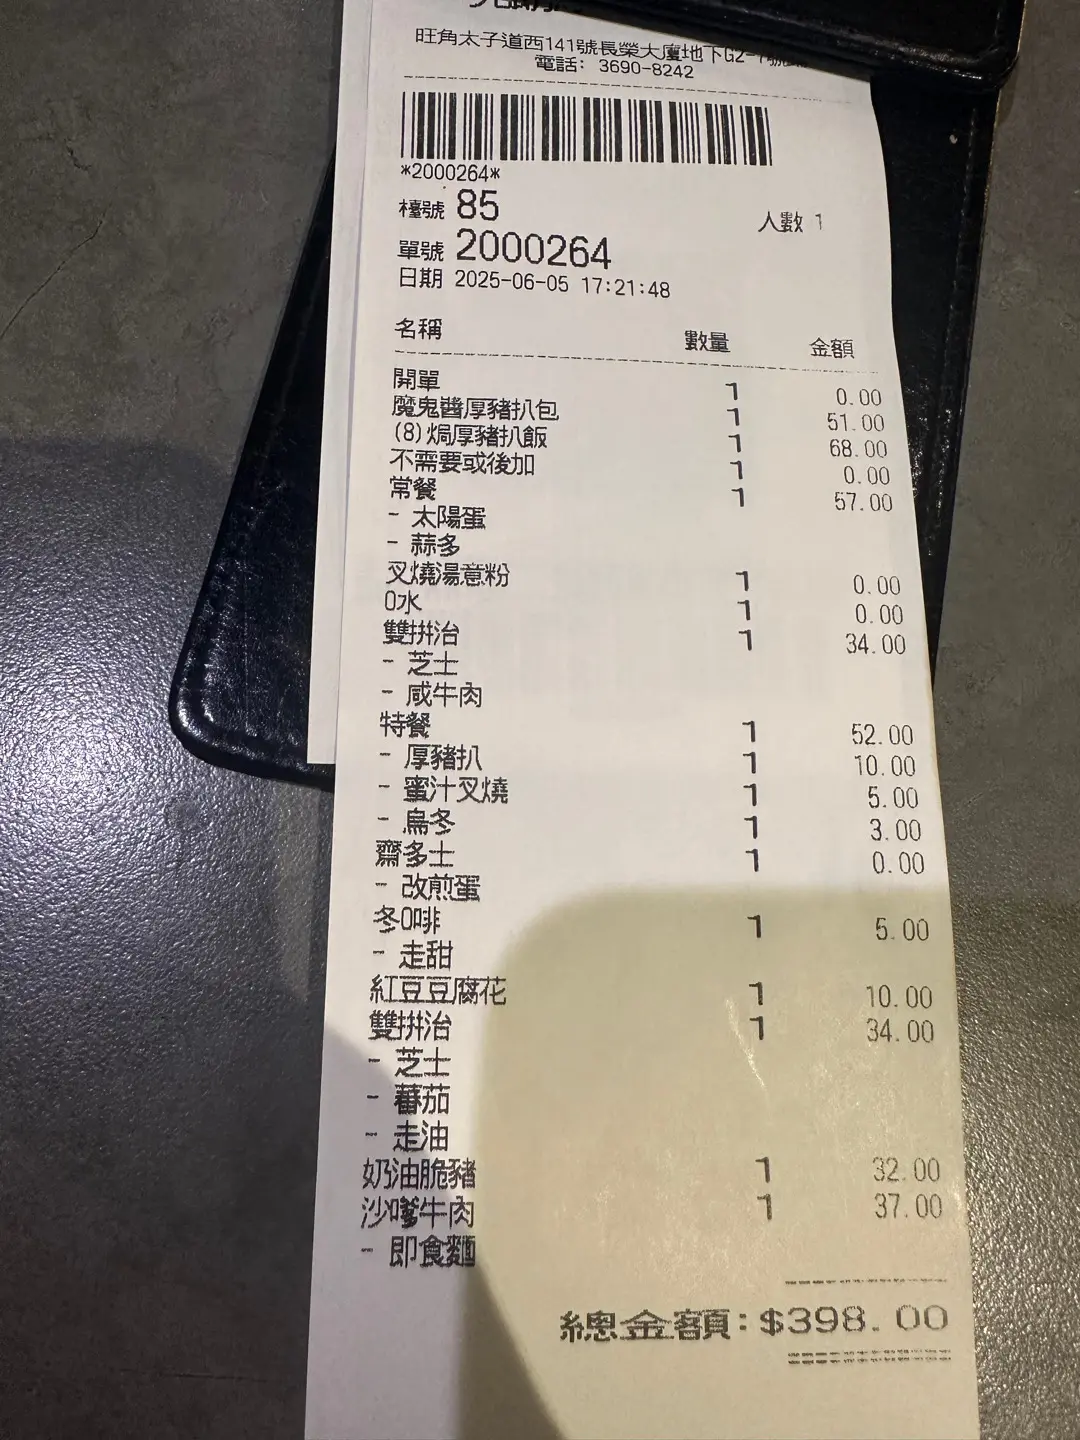 旺角太子道西141號長榮大廈地下G2-
電話: 3690-8242
*2000264*
檯號 85 人數 1
單號 2000264
日期 2025-06-05 17:21:48
名稱 數量 金額
開單 1 0.00
魔鬼醬厚豬扒包 1 51.00
(8)焗厚豬扒飯 1 68.00
不需要或後加 1 0.00
常餐 1 57.00
- 太陽蛋
- 蒜多
叉燒湯意粉 1 0.00
O水 1 0.00
雙拼治 1 34.00
- 芝士
- 咸牛肉
特餐 1 52.00
- 厚豬扒 1 10.00
- 蜜汁叉燒 1 5.00
- 烏冬 1 3.00
齋多士 1 0.00
- 改煎蛋
冬O啡 1 5.00
- 走甜
紅豆豆腐花 1 10.00
雙拼治 1 34.00
- 芝士
- 蕃茄
- 走油
奶油脆豬 1 32.00
沙嗲牛肉 1 37.00
- 即食麵
總金額:$398.00